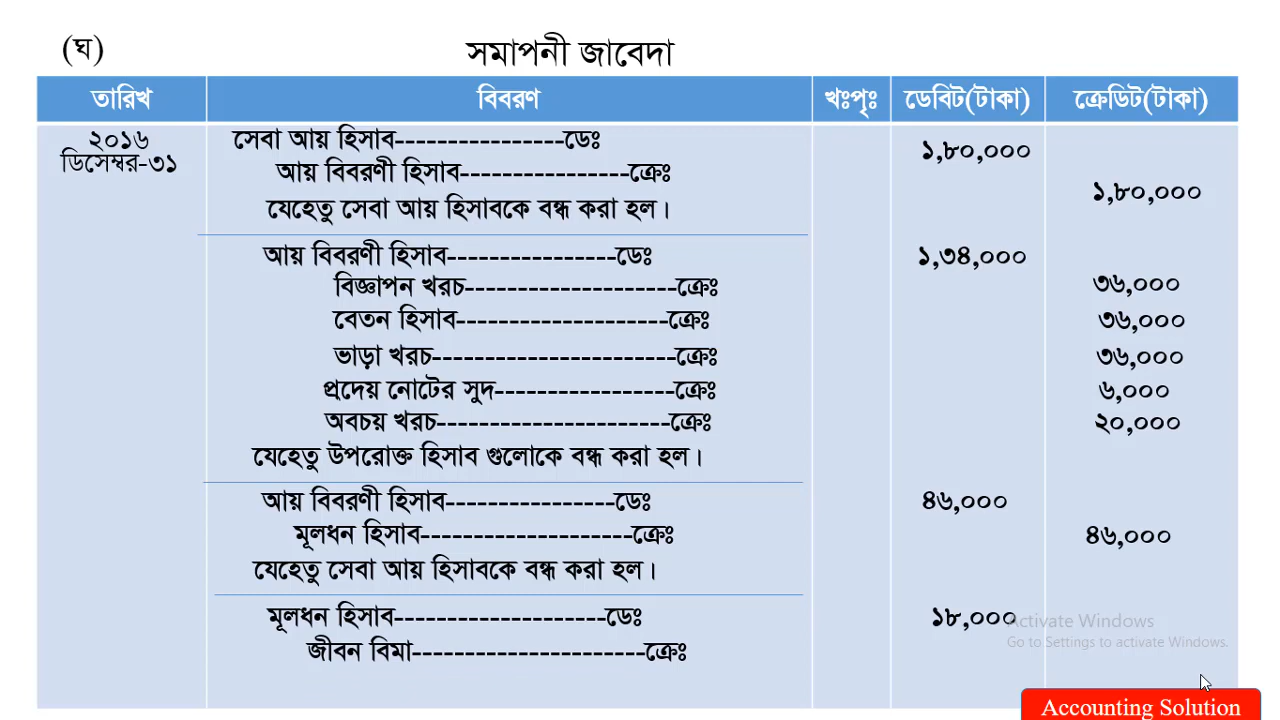 (ঘ) সমাপনী জাবেদা
তারিখ বিবরণ খঃপৃঃ ডেবিট(টাকা) ক্রেডিট(টাকা)
২০১৬ সেবা আয় হিসাব----------------ডেঃ ১,৮০,০০০
ডিসেম্বর-৩১ আয় বিবরণী হিসাব----------------ক্রেঃ ১,৮০,০০০
যেহেতু সেবা আয় হিসাবকে বন্ধ করা হল।
আয় বিবরণী হিসাব----------------ডেঃ ১,৩৪,০০০
বিজ্ঞাপন খরচ--------------------ক্রেঃ ৩৬,০০০
বেতন হিসাব--------------------ক্রেঃ ৩৬,০০০
ভাড়া খরচ-----------------------ক্রেঃ ৩৬,০০০
প্রদেয় নোটের সুদ-----------------ক্রেঃ ৬,০০০
অবচয় খরচ----------------------ক্রেঃ ২০,০০০
যেহেতু উপরোক্ত হিসাব গুলোকে বন্ধ করা হল।
আয় বিবরণী হিসাব----------------ডেঃ ৪৬,০০০
মূলধন হিসাব--------------------ক্রেঃ ৪৬,০০০
যেহেতু সেবা আয় হিসাবকে বন্ধ করা হল।
মূলধন হিসাব--------------------ডেঃ ১৮,০০০
জীবন বিমা----------------------ক্রেঃ
Activate Windows
Go to Settings to activate Windows.
Accounting Solution